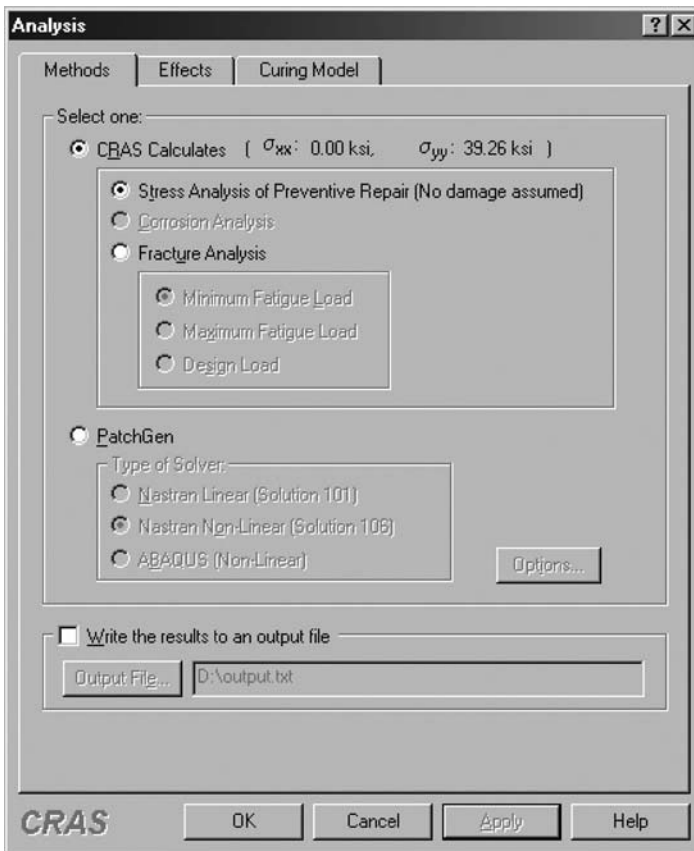 Analysis
? X
Methods Effects Curing Model
Select one:
CRAS Calculates ( σxx: 0.00 ksi, σyy: 39.26 ksi )
Stress Analysis of Preventive Repair (No damage assumed)
Corrosion Analysis
Fracture Analysis
Minimum Fatigue Load
Maximum Fatigue Load
Design Load
PatchGen
Type of Solver:
Nastran Linear (Solution 101)
Nastran Non-Linear (Solution 106)
ABAQUS (Non-Linear)
Options...
Write the results to an output file
Output File... D:\output.txt
CRAS OK Cancel Apply Help